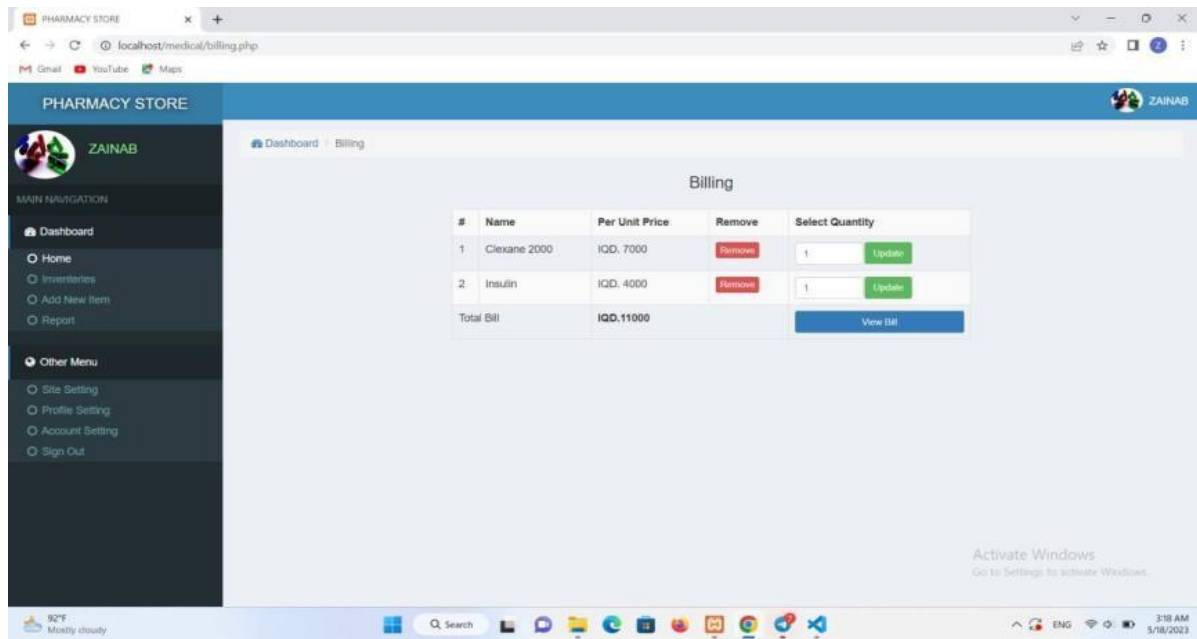 PHARMACY STORE
localhost/medical/billing.php
Gmail YouTube Maps
PHARMACY STORE
ZAINAB
ZAINAB
Dashboard / Billing
MAIN NAVIGATION
Dashboard
Home
Inventeries
Add New Item
Report
Other Menu
Site Setting
Profile Setting
Account Setting
Sign Out
Billing
# Name Per Unit Price Remove Select Quantity
1 Clexane 2000 IQD. 7000 Remove 1 Update
2 Insulin IQD. 4000 Remove 1 Update
Total Bill IQD.11000 View Bill
Activate Windows
Go to Settings to activate Windows.
92°F
Mostly cloudy
Search
ENG
3:18 AM
5/18/2023